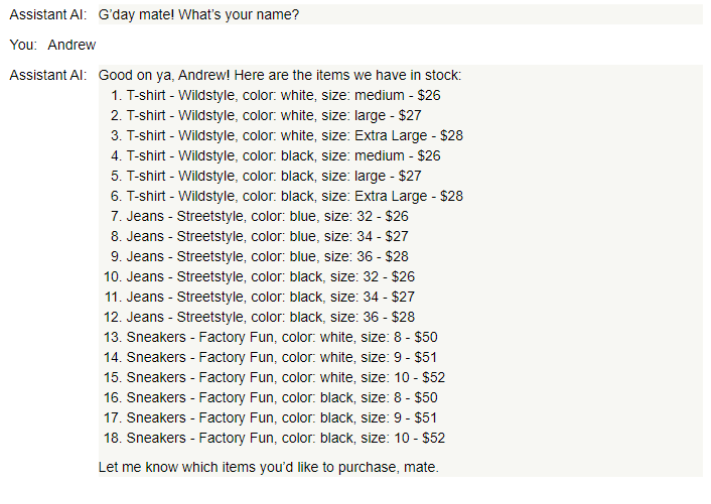 Assistant AI: G'day mate! What's your name?
You: Andrew
Assistant AI: Good on ya, Andrew! Here are the items we have in stock:
1. T-shirt - Wildstyle, color: white, size: medium - $26
2. T-shirt - Wildstyle, color: white, size: large - $27
3. T-shirt - Wildstyle, color: white, size: Extra Large - $28
4. T-shirt - Wildstyle, color: black, size: medium - $26
5. T-shirt - Wildstyle, color: black, size: large - $27
6. T-shirt - Wildstyle, color: black, size: Extra Large - $28
7. Jeans - Streetstyle, color: blue, size: 32 - $26
8. Jeans - Streetstyle, color: blue, size: 34 - $27
9. Jeans - Streetstyle, color: blue, size: 36 - $28
10. Jeans - Streetstyle, color: black, size: 32 - $26
11. Jeans - Streetstyle, color: black, size: 34 - $27
12. Jeans - Streetstyle, color: black, size: 36 - $28
13. Sneakers - Factory Fun, color: white, size: 8 - $50
14. Sneakers - Factory Fun, color: white, size: 9 - $51
15. Sneakers - Factory Fun, color: white, size: 10 - $52
16. Sneakers - Factory Fun, color: black, size: 8 - $50
17. Sneakers - Factory Fun, color: black, size: 9 - $51
18. Sneakers - Factory Fun, color: black, size: 10 - $52
Let me know which items you'd like to purchase, mate.